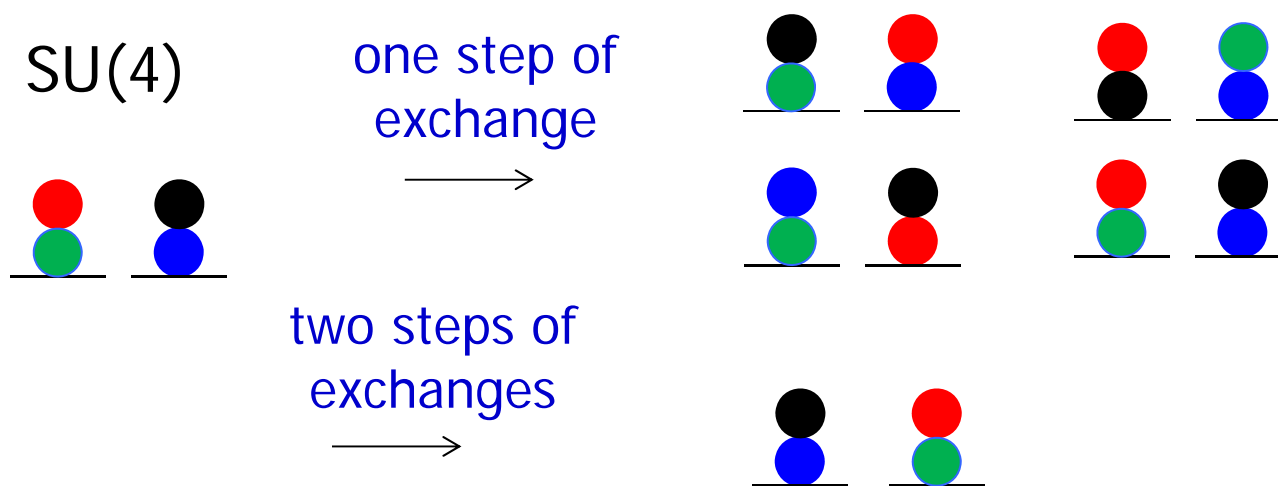 SU(4)
one step of
exchange
two steps of
exchanges